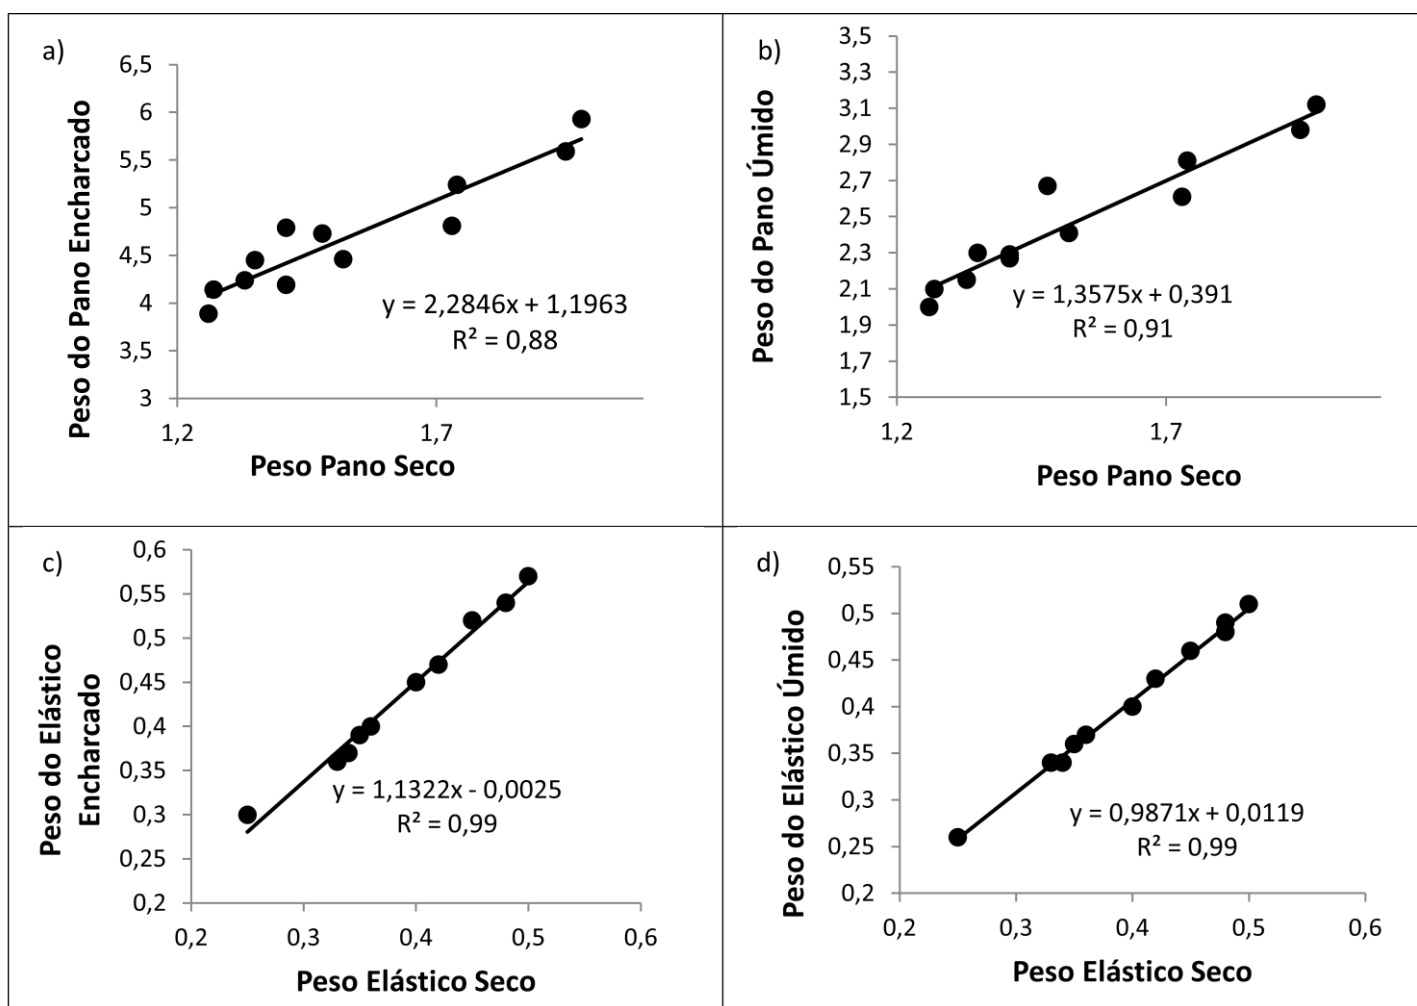 a)
Peso do Pano Encharcado
6,5
6
5,5
5
4,5
4
3,5
3
y = 2,2846x + 1,1963
R² = 0,88
1,2
1,7
Peso Pano Seco
b)
Peso do Pano Úmido
3,5
3,3
3,1
2,9
2,7
2,5
2,3
2,1
1,9
1,7
1,5
y = 1,3575x + 0,391
R² = 0,91
1,2
1,7
Peso Pano Seco
c)
Peso do Elástico
Encharcado
0,6
0,55
0,5
0,45
0,4
0,35
0,3
0,25
0,2
y = 1,1322x - 0,0025
R² = 0,99
0,2
0,3
0,4
0,5
0,6
Peso Elástico Seco
d)
Peso do Elástico Úmido
0,55
0,5
0,45
0,4
0,35
0,3
0,25
0,2
y = 0,9871x + 0,0119
R² = 0,99
0,2
0,3
0,4
0,5
0,6
Peso Elástico Seco